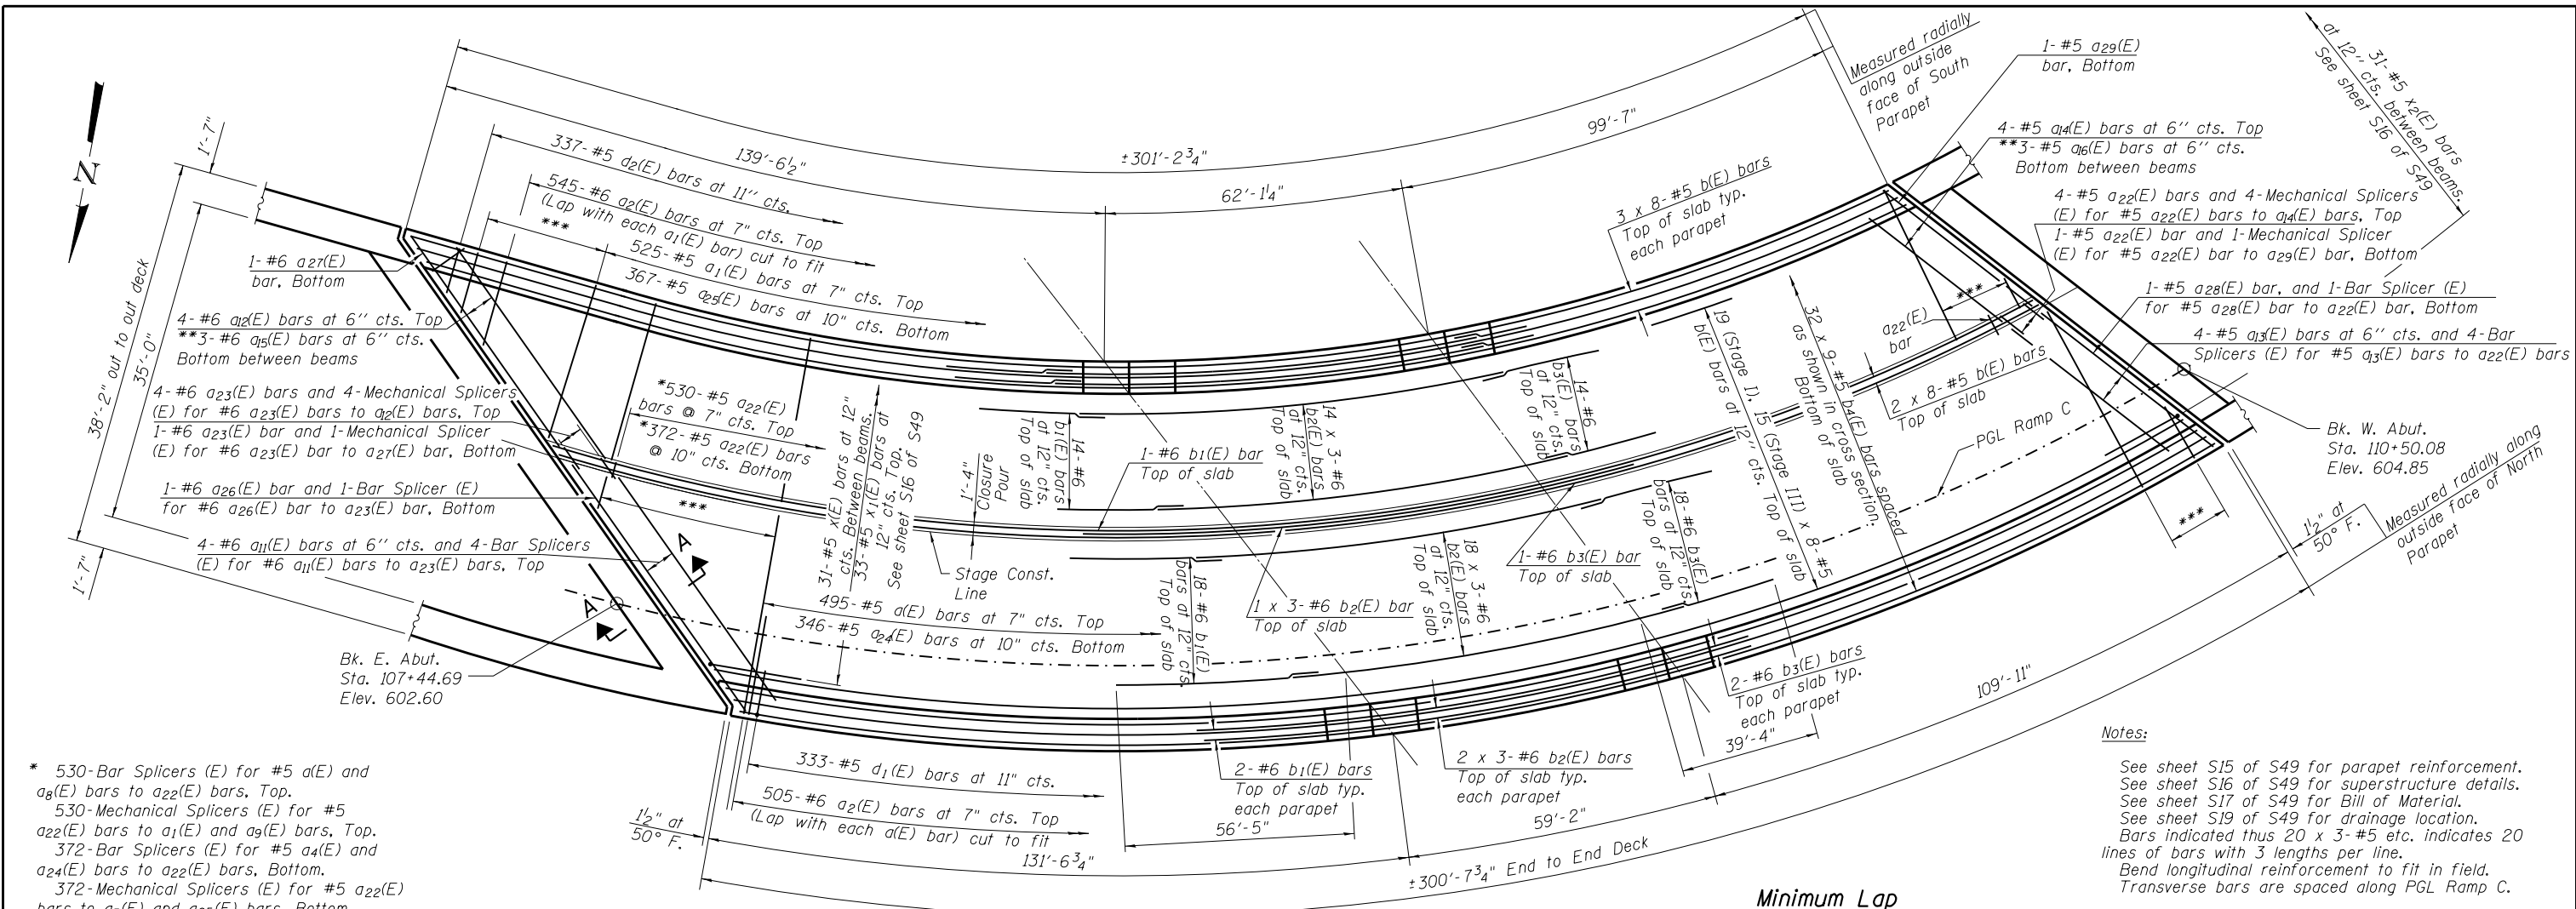 Z
1'-7"
38'-2" out to out deck
35'-0"
1'-7"
139'-6½"
±301'-2¾"
62'-1¼"
99'-7"
337-#5 d2(E) bars at 11" cts.
545-#6 a2(E) bars at 7" cts. Top
(Lap with each a1(E) bar) cut to fit
***
525-#5 a1(E) bars at 7" cts. Top
367-#5 a25(E) bars at 10" cts. Bottom
Measured radially
along outside
face of South
Parapet
3 x 8-#5 b(E) bars
Top of slab typ.
each parapet
1-#5 a29(E)
bar, Bottom
31-#5 x2(E) bars
at 12" cts. between beams.
See sheet S16 of S49
4-#5 a14(E) bars at 6" cts. Top
**3-#5 a16(E) bars at 6" cts.
Bottom between beams
4-#5 a22(E) bars and 4-Mechanical Splicers
(E) for #5 a22(E) bars to a14(E) bars, Top
1-#5 a22(E) bar and 1-Mechanical Splicer
(E) for #5 a22(E) bar to a29(E) bar, Bottom
1-#5 a28(E) bar, and 1-Bar Splicer (E)
for #5 a28(E) bar to a22(E) bar, Bottom
4-#5 a13(E) bars at 6" cts. and 4-Bar
Splicers (E) for #5 a13(E) bars to a22(E) bars
1-#6 a27(E)
bar, Bottom
4-#6 a12(E) bars at 6" cts. Top
**3-#6 a15(E) bars at 6" cts.
Bottom between beams
4-#6 a23(E) bars and 4-Mechanical Splicers
(E) for #6 a23(E) bars to a12(E) bars, Top
1-#6 a23(E) bar and 1-Mechanical Splicer
(E) for #6 a23(E) bar to a27(E) bar, Bottom
1-#6 a26(E) bar and 1-Bar Splicer (E)
for #6 a26(E) bar to a23(E) bar, Bottom
4-#6 a11(E) bars at 6" cts. and 4-Bar Splicers
(E) for #6 a11(E) bars to a23(E) bars, Top
*530-#5 a22(E)
bars @ 7" cts. Top
*372-#5 a22(E)
@ 10" cts. Bottom
***
31-#5 x(E) bars at 12"
cts. Between beams.
33-#5 x1(E) bars at
12" cts. Top.
See sheet S16 of S49
1'-4"
Closure
Pour
14-#6
b1(E) bars
at 12" cts.
Top of slab
1-#6 b1(E) bar
Top of slab
14 x 3-#6
b2(E) bars
at 12" cts.
Top of slab
14-#6
b3(E) bars
at 12" cts.
Top of slab
19 (Stage I), 15 (Stage III) x 8-#5
b(E) bars at 12" cts. Top of slab
32 x 9-#5 b4(E) bars spaced
as shown in cross section.
Bottom of slab
a22(E)
bar
***
2 x 8-#5 b(E) bars
Top of slab
PGL Ramp C
Bk. W. Abut.
Sta. 110+50.08
Elev. 604.85
Measured radially along
outside face of North
Parapet
1½" at
50° F.
***
A
A
Stage Const.
Line
495-#5 a(E) bars at 7" cts. Top
346-#5 a24(E) bars at 10" cts. Bottom
18-#6 b1(E)
bars at 12" cts.
Top of slab
1 x 3-#6 b2(E) bar
Top of slab
18 x 3-#6
b2(E) bars
at 12" cts.
Top of slab
1-#6 b3(E) bar
Top of slab
18-#6 b3(E)
bars at 12" cts.
Top of slab
Bk. E. Abut.
Sta. 107+44.69
Elev. 602.60
333-#5 d1(E) bars at 11" cts.
505-#6 a2(E) bars at 7" cts. Top
(Lap with each a(E) bar) cut to fit
1½" at
50° F.
2-#6 b1(E) bars
Top of slab typ.
each parapet
56'-5"
2 x 3-#6 b2(E) bars
Top of slab typ.
each parapet
2-#6 b3(E) bars
Top of slab typ.
each parapet
39'-4"
131'-6¾"
59'-2"
109'-11"
±300'-7¾" End to End Deck
* 530-Bar Splicers (E) for #5 a(E) and
a8(E) bars to a22(E) bars, Top.
530-Mechanical Splicers (E) for #5
a22(E) bars to a1(E) and a9(E) bars, Top.
372-Bar Splicers (E) for #5 a4(E) and
a24(E) bars to a22(E) bars, Bottom.
372-Mechanical Splicers (E) for #5 a22(E)
Minimum Lap
Notes:
See sheet S15 of S49 for parapet reinforcement.
See sheet S16 of S49 for superstructure details.
See sheet S17 of S49 for Bill of Material.
See sheet S19 of S49 for drainage location.
Bars indicated thus 20 x 3-#5 etc. indicates 20
lines of bars with 3 lengths per line.
Bend longitudinal reinforcement to fit in field.
Transverse bars are spaced along PGL Ramp C.